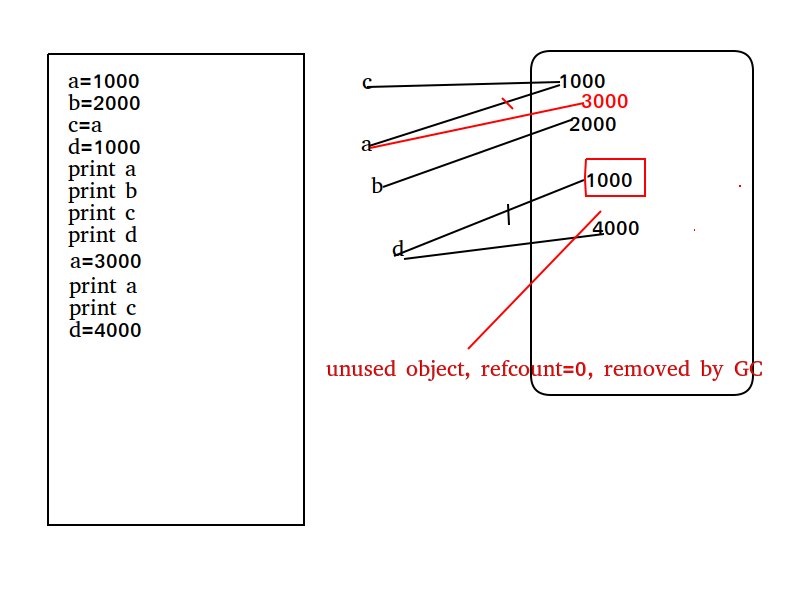 a=1000
b=2000
c=a
d=1000
print a
print b
print c
print d
a=3000
print a
print c
d=4000
c
1000
3000
a
2000
b
1000
d
4000
unused object, refcount=0, removed by GC